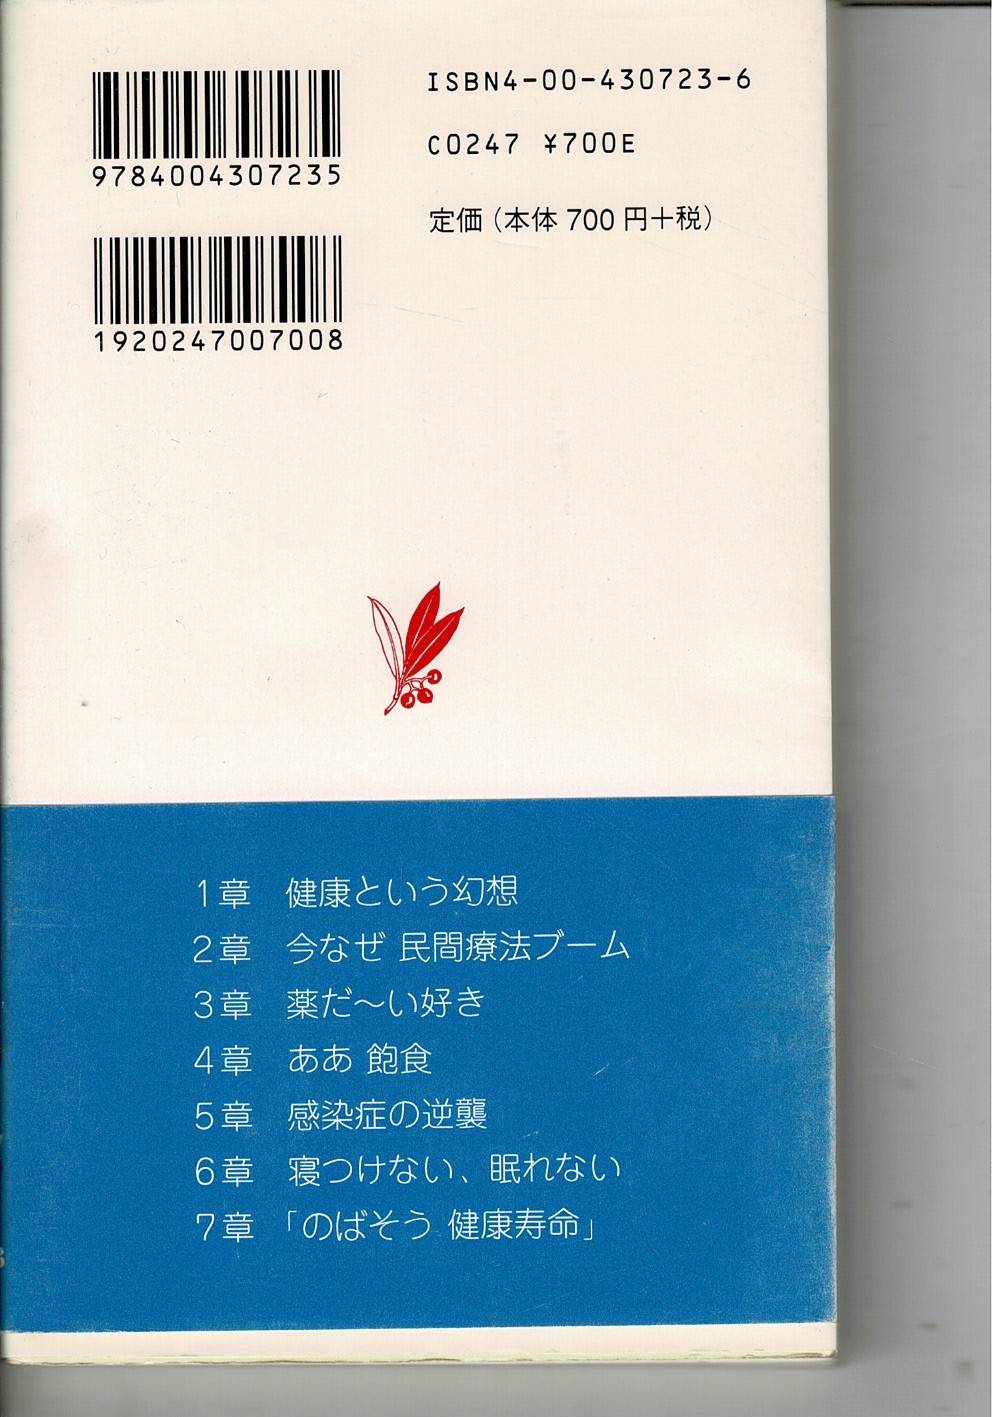 ISBN4-00-430723-6
C0247 ¥700E
定価(本体 700 円+税)
9784004307235
1920247007008
1章 健康という幻想
2章 今なぜ 民間療法ブーム
3章 薬だ〜い好き
4章 ああ 飽食
5章 感染症の逆襲
6章 寝つけない、眠れない
7章 「のばそう 健康寿命」